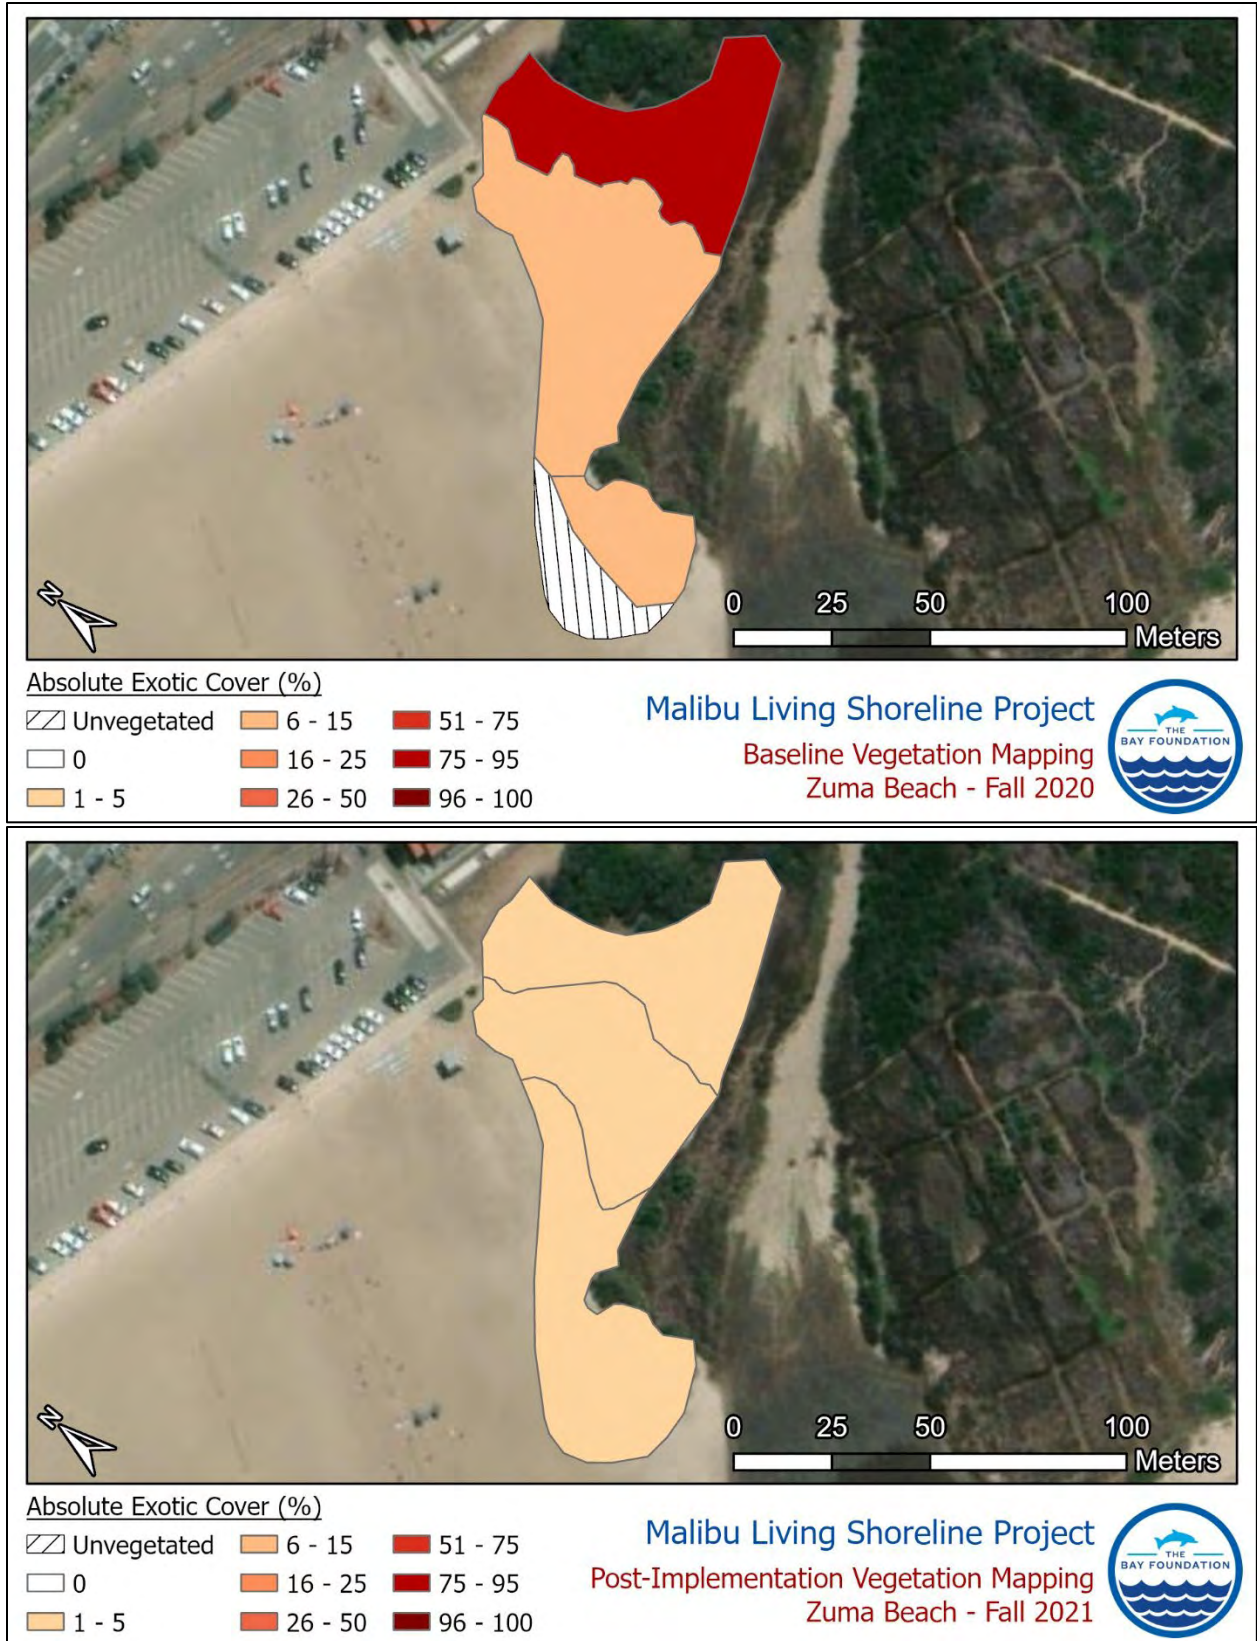 N
0 25 50 100
Meters
Absolute Exotic Cover (%)
Unvegetated 6 - 15 51 - 75
0 16 - 25 75 - 95
1 - 5 26 - 50 96 - 100
Malibu Living Shoreline Project
Baseline Vegetation Mapping
Zuma Beach - Fall 2020
THE
BAY FOUNDATION
N
0 25 50 100
Meters
Absolute Exotic Cover (%)
Unvegetated 6 - 15 51 - 75
0 16 - 25 75 - 95
1 - 5 26 - 50 96 - 100
Malibu Living Shoreline Project
Post-Implementation Vegetation Mapping
Zuma Beach - Fall 2021
THE
BAY FOUNDATION